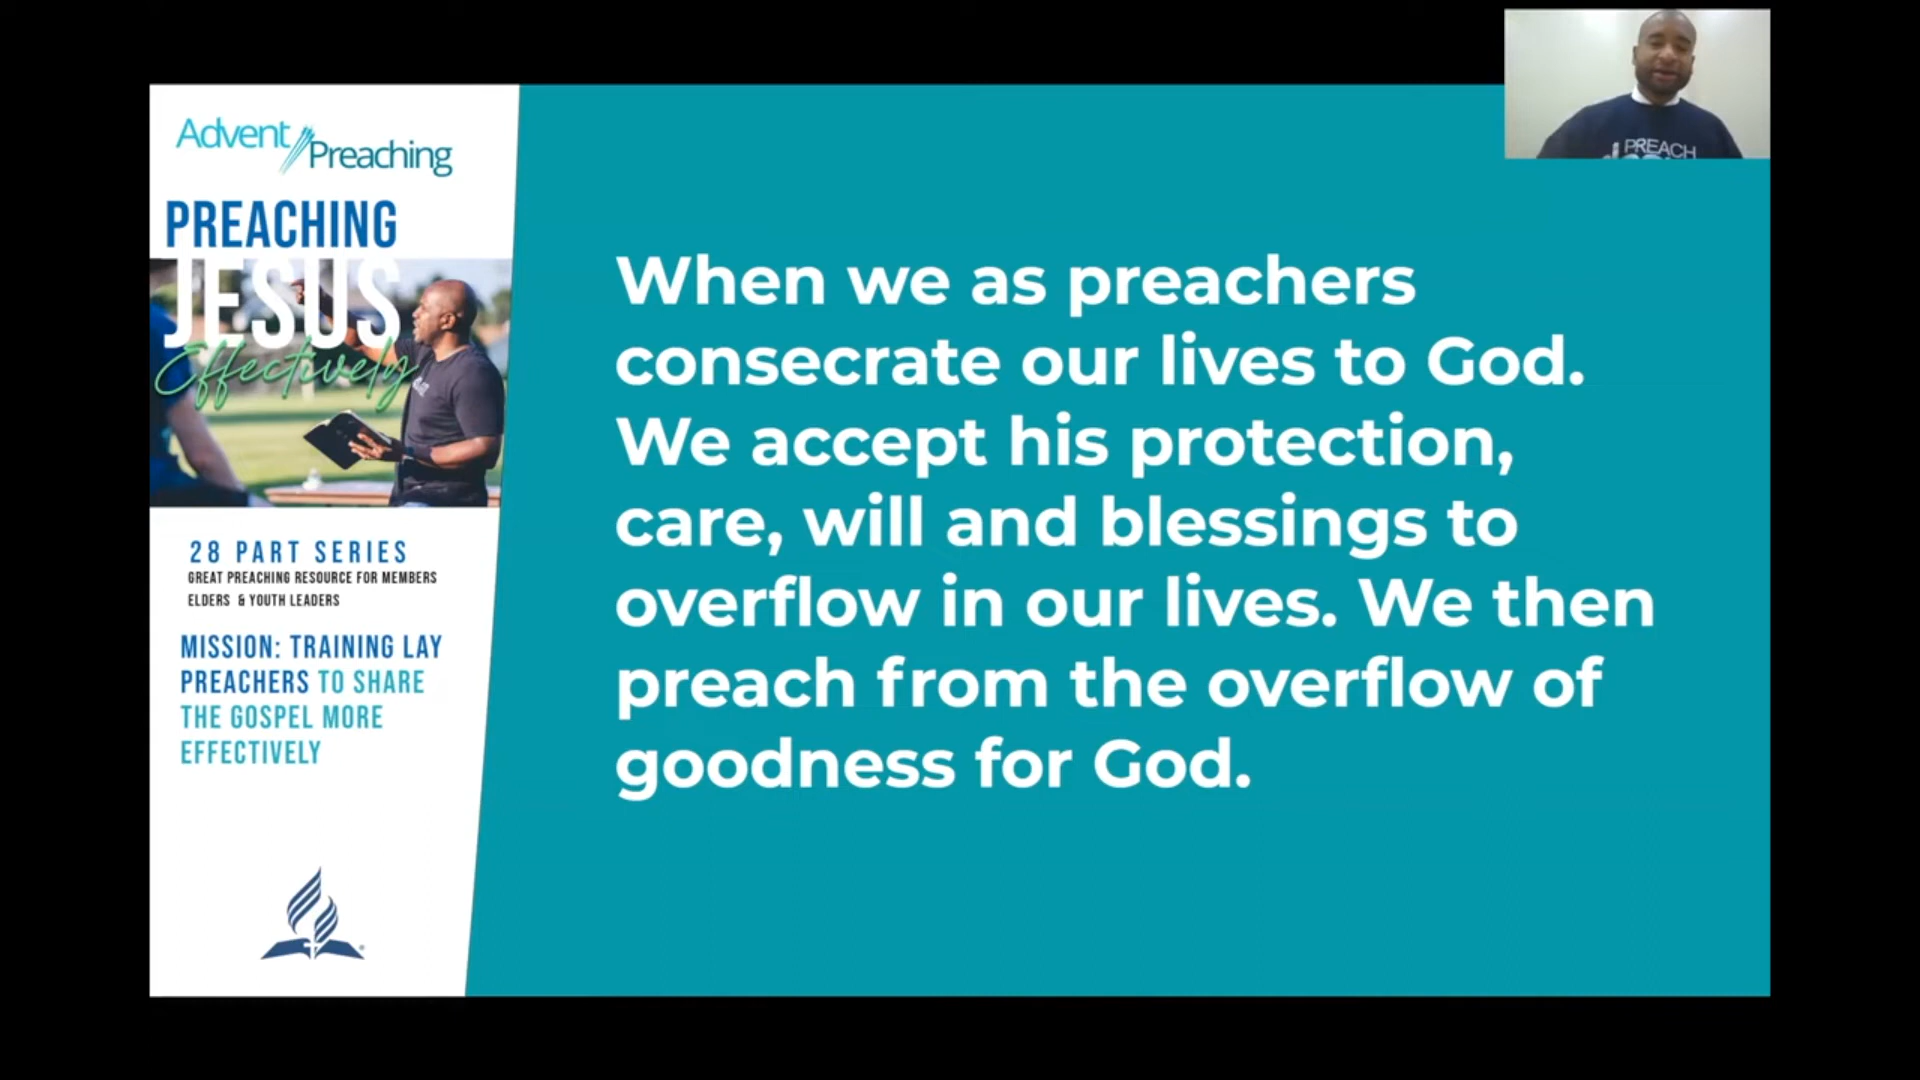 Advent
Preaching
PREACHING
JESUS
Effectively
28 PART SERIES
GREAT PREACHING RESOURCE FOR MEMBERS
ELDERS & YOUTH LEADERS
MISSION: TRAINING LAY
PREACHERS TO SHARE
THE GOSPEL MORE
EFFECTIVELY
When we as preachers
consecrate our lives to God.
We accept his protection,
care, will and blessings to
overflow in our lives. We then
preach from the overflow of
goodness for God.
PREACH